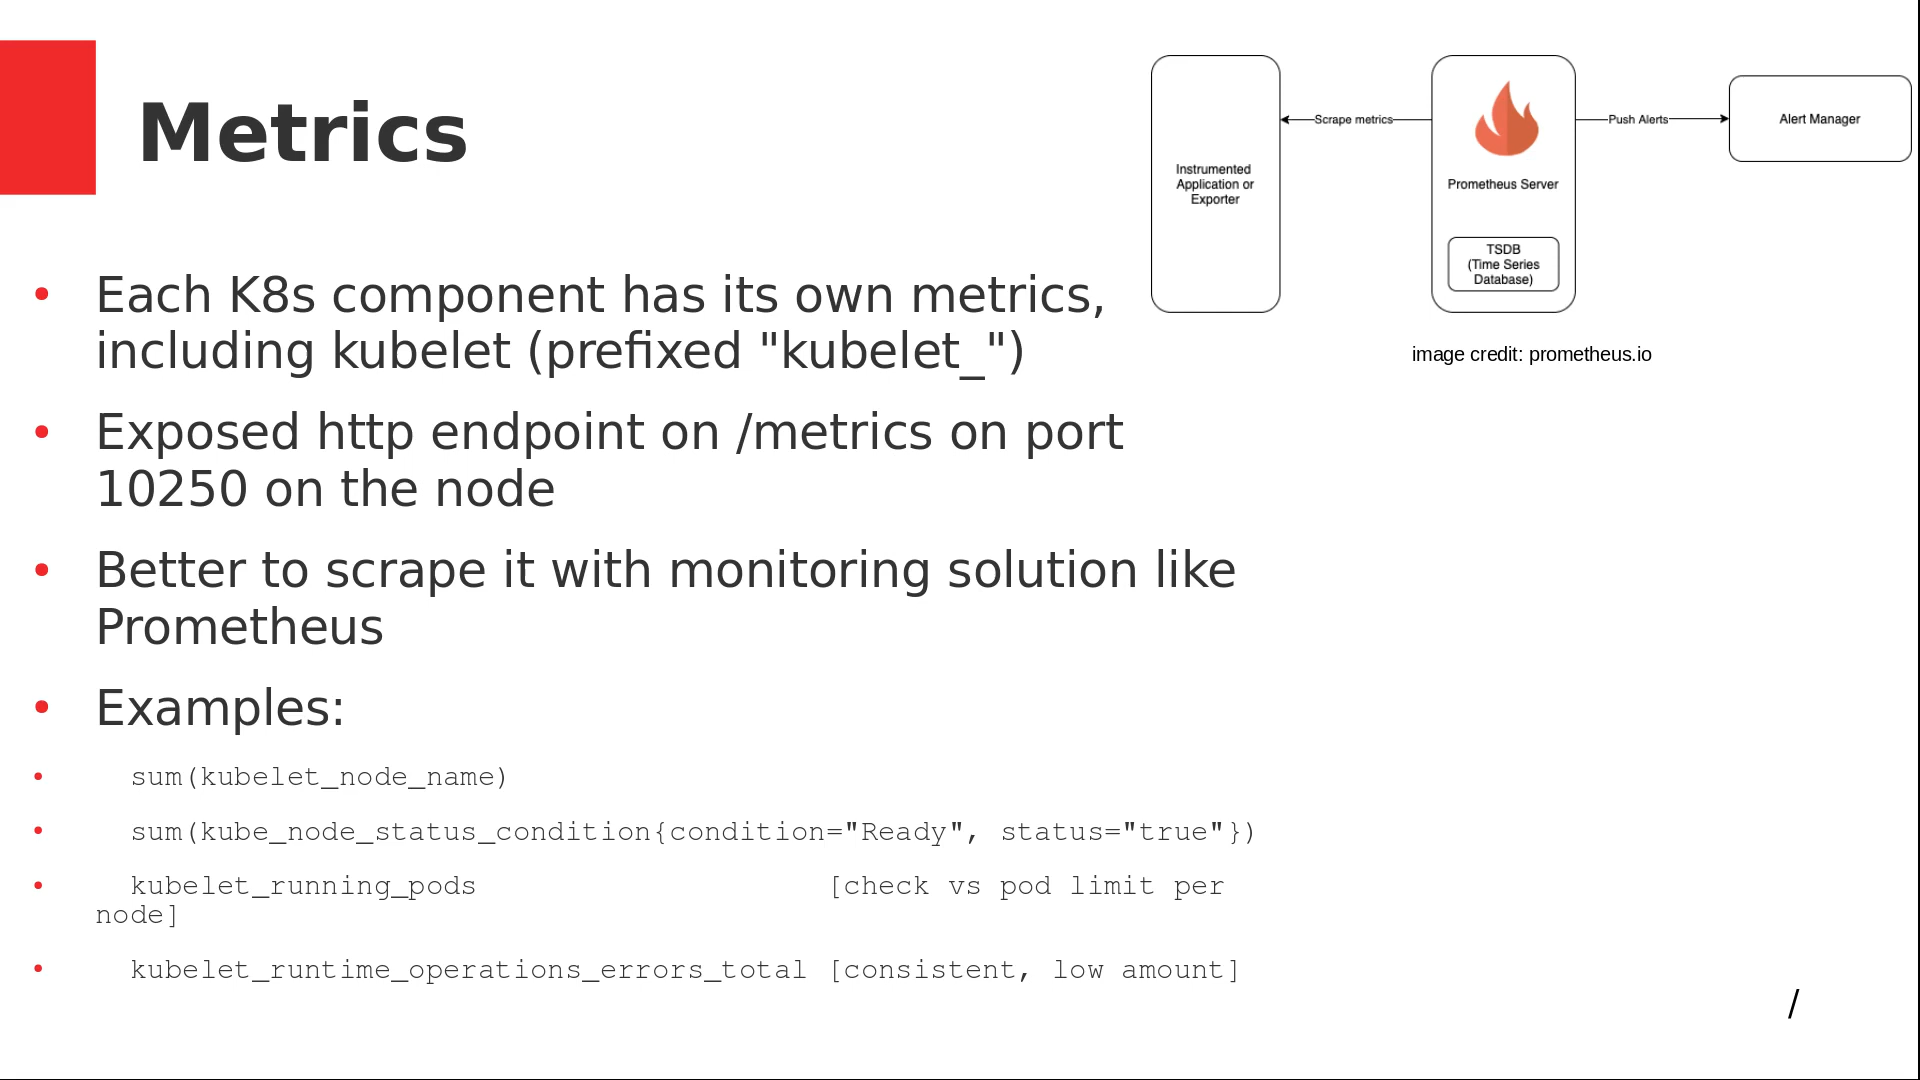 Metrics
Each K8s component has its own metrics,
including kubelet (prefixed "kubelet_")
Exposed http endpoint on /metrics on port
10250 on the node
Better to scrape it with monitoring solution like
Prometheus
Examples:
sum(kubelet_node_name)
sum(kube_node_status_condition{condition="Ready", status="true"})
kubelet_running_pods [check vs pod limit per
node]
kubelet_runtime_operations_errors_total [consistent, low amount]
Instrumented
Application or
Exporter
Scrape metrics
Prometheus Server
TSDB
(Time Series
Database)
Push Alerts
Alert Manager
image credit: prometheus.io
/